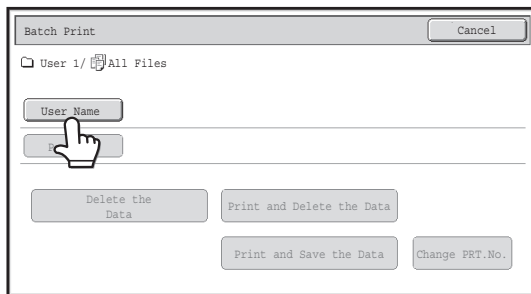 Batch Print
Cancel
User 1/ All Files
User Name
Delete the
Data
Print and Delete the Data
Print and Save the Data
Change PRT.No.